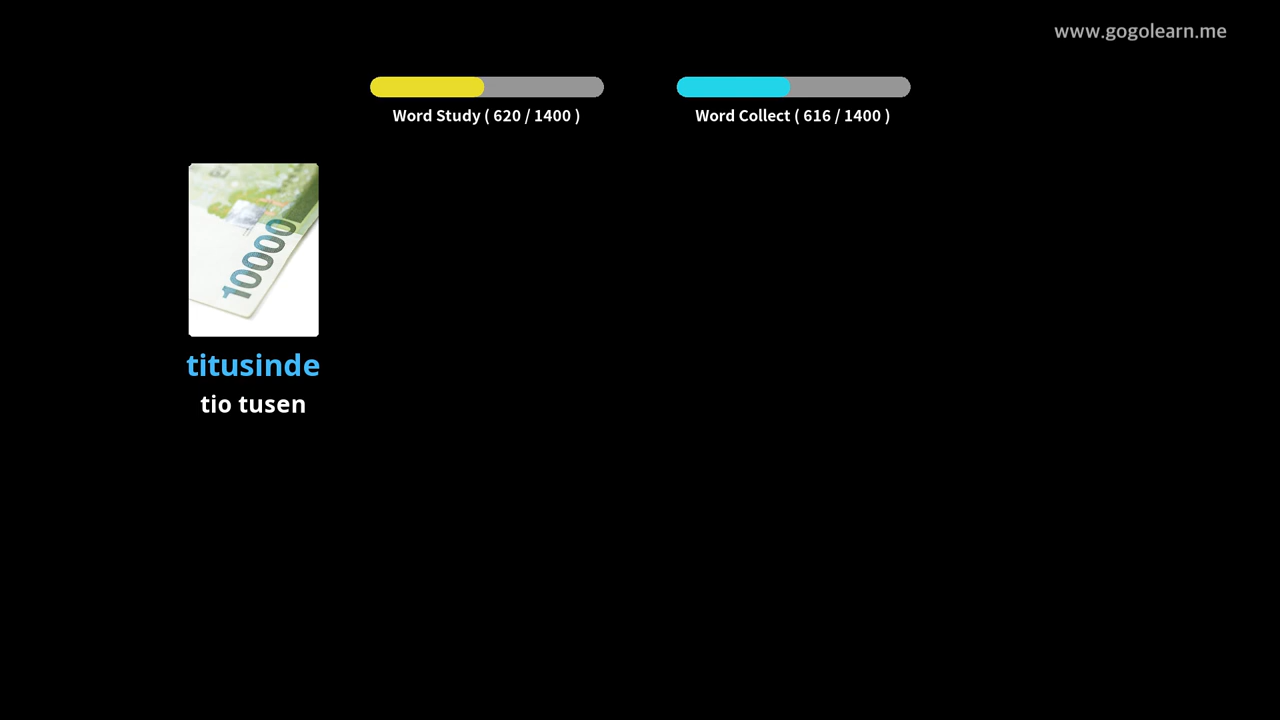 www.gogolearn.me
Word Study ( 620 / 1400 )
Word Collect ( 616 / 1400 )
10000
titusinde
tio tusen